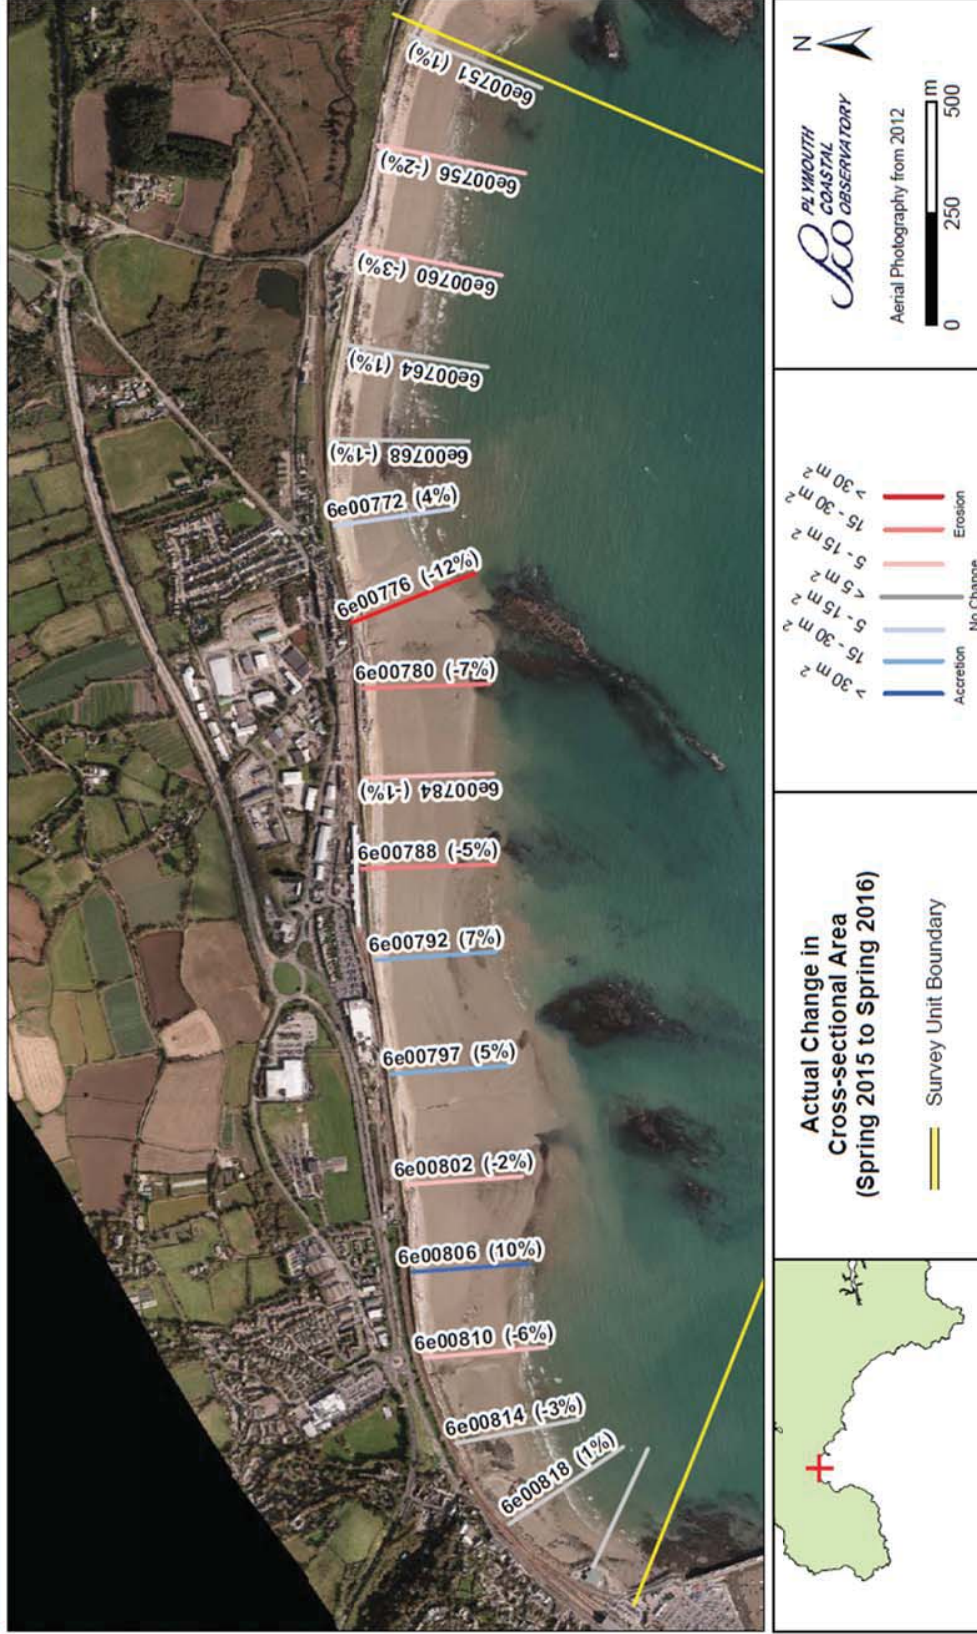 6e00751 (1%)
6e00756 (-2%)
6e00760 (-3%)
6e00764 (1%)
6e00768 (-1%)
6e00772 (4%)
6e00776 (-12%)
6e00780 (-7%)
6e00784 (-1%)
6e00788 (-5%)
6e00792 (7%)
6e00797 (5%)
6e00802 (-2%)
6e00806 (10%)
6e00810 (-6%)
6e00814 (-3%)
6e00818 (1%)
Actual Change in
Cross-sectional Area
(Spring 2015 to Spring 2016)
Survey Unit Boundary
> 30 m²
15 - 30 m²
5 - 15 m²
< 5 m²
5 - 15 m²
15 - 30 m²
> 30 m²
Accretion
No Change
Erosion
N
PLYMOUTH
COASTAL
OBSERVATORY
Aerial Photography from 2012
0 250 500 m